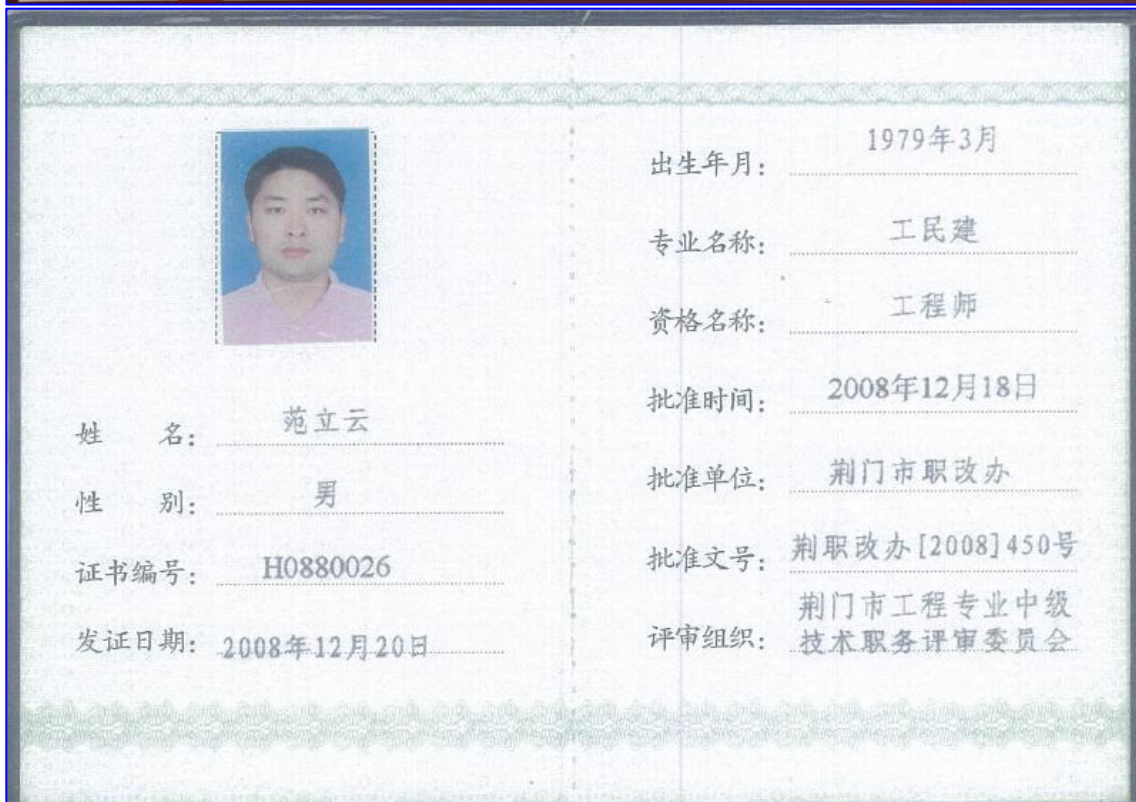 姓 名： 范立云
性 别： 男
证书编号： H0880026
发证日期： 2008年12月20日
出生年月： 1979年3月
专业名称： 工民建
资格名称： 工程师
批准时间： 2008年12月18日
批准单位： 荆门市职改办
批准文号： 荆职改办[2008]450号
评审组织： 荆门市工程专业中级
技术职务评审委员会